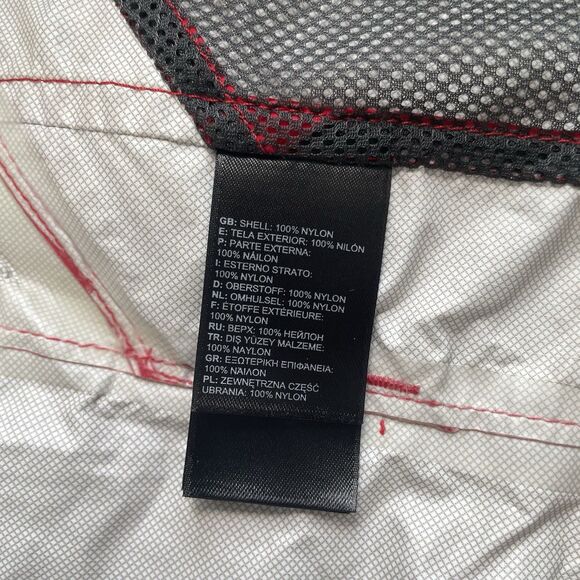 GB: SHELL: 100% NYLON
E: TELA EXTERIOR: 100% NILÓN
P: PARTE EXTERNA:
100% NÁILON
I: ESTERNO STRATO:
100% NYLON
D: OBERSTOFF: 100% NYLON
NL: OMHULSEL: 100% NYLON
F: ÉTOFFE EXTÉRIEURE:
100% NYLON
RU: ВЕРХ: 100% НЕЙЛОН
TR: DIŞ YÜZEY MALZEME:
100% NAYLON
GR: ΕΞΩΤΕΡΙΚΗ ΕΠΙΦΑΝΕΙΑ:
100% ΝΑΙΛΟΝ
PL: ZEWNĘTRZNA CZĘŚĆ
UBRANIA: 100% NYLON